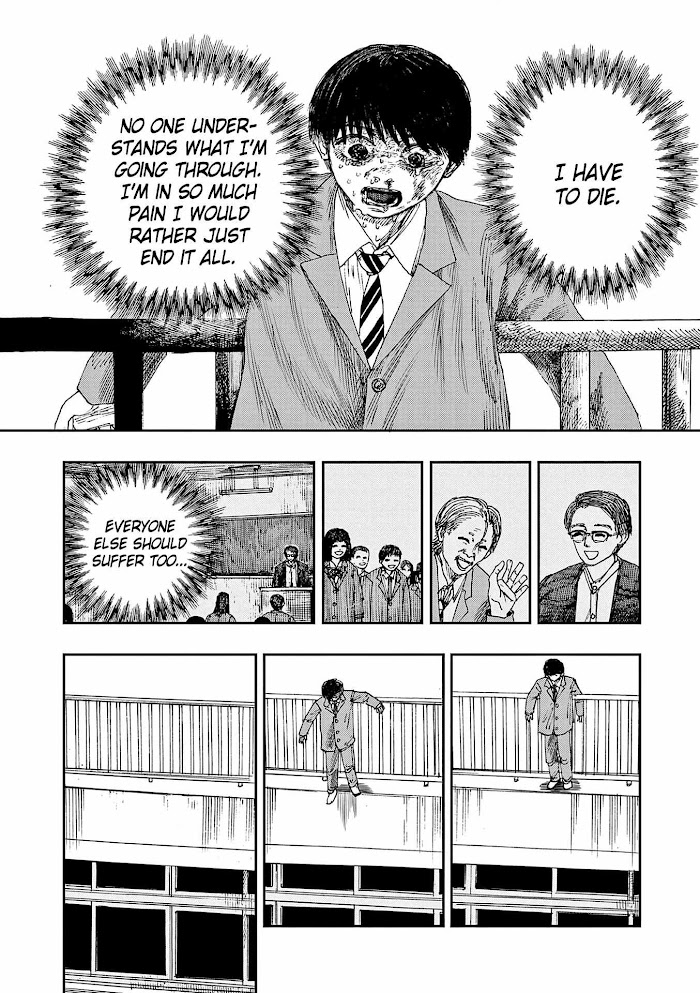 I HAVE
TO DIE.
NO ONE UNDER-
STANDS WHAT I'M
GOING THROUGH.
I'M IN SO MUCH
PAIN I WOULD
RATHER JUST
END IT ALL.
EVERYONE
ELSE SHOULD
SUFFER TOO...